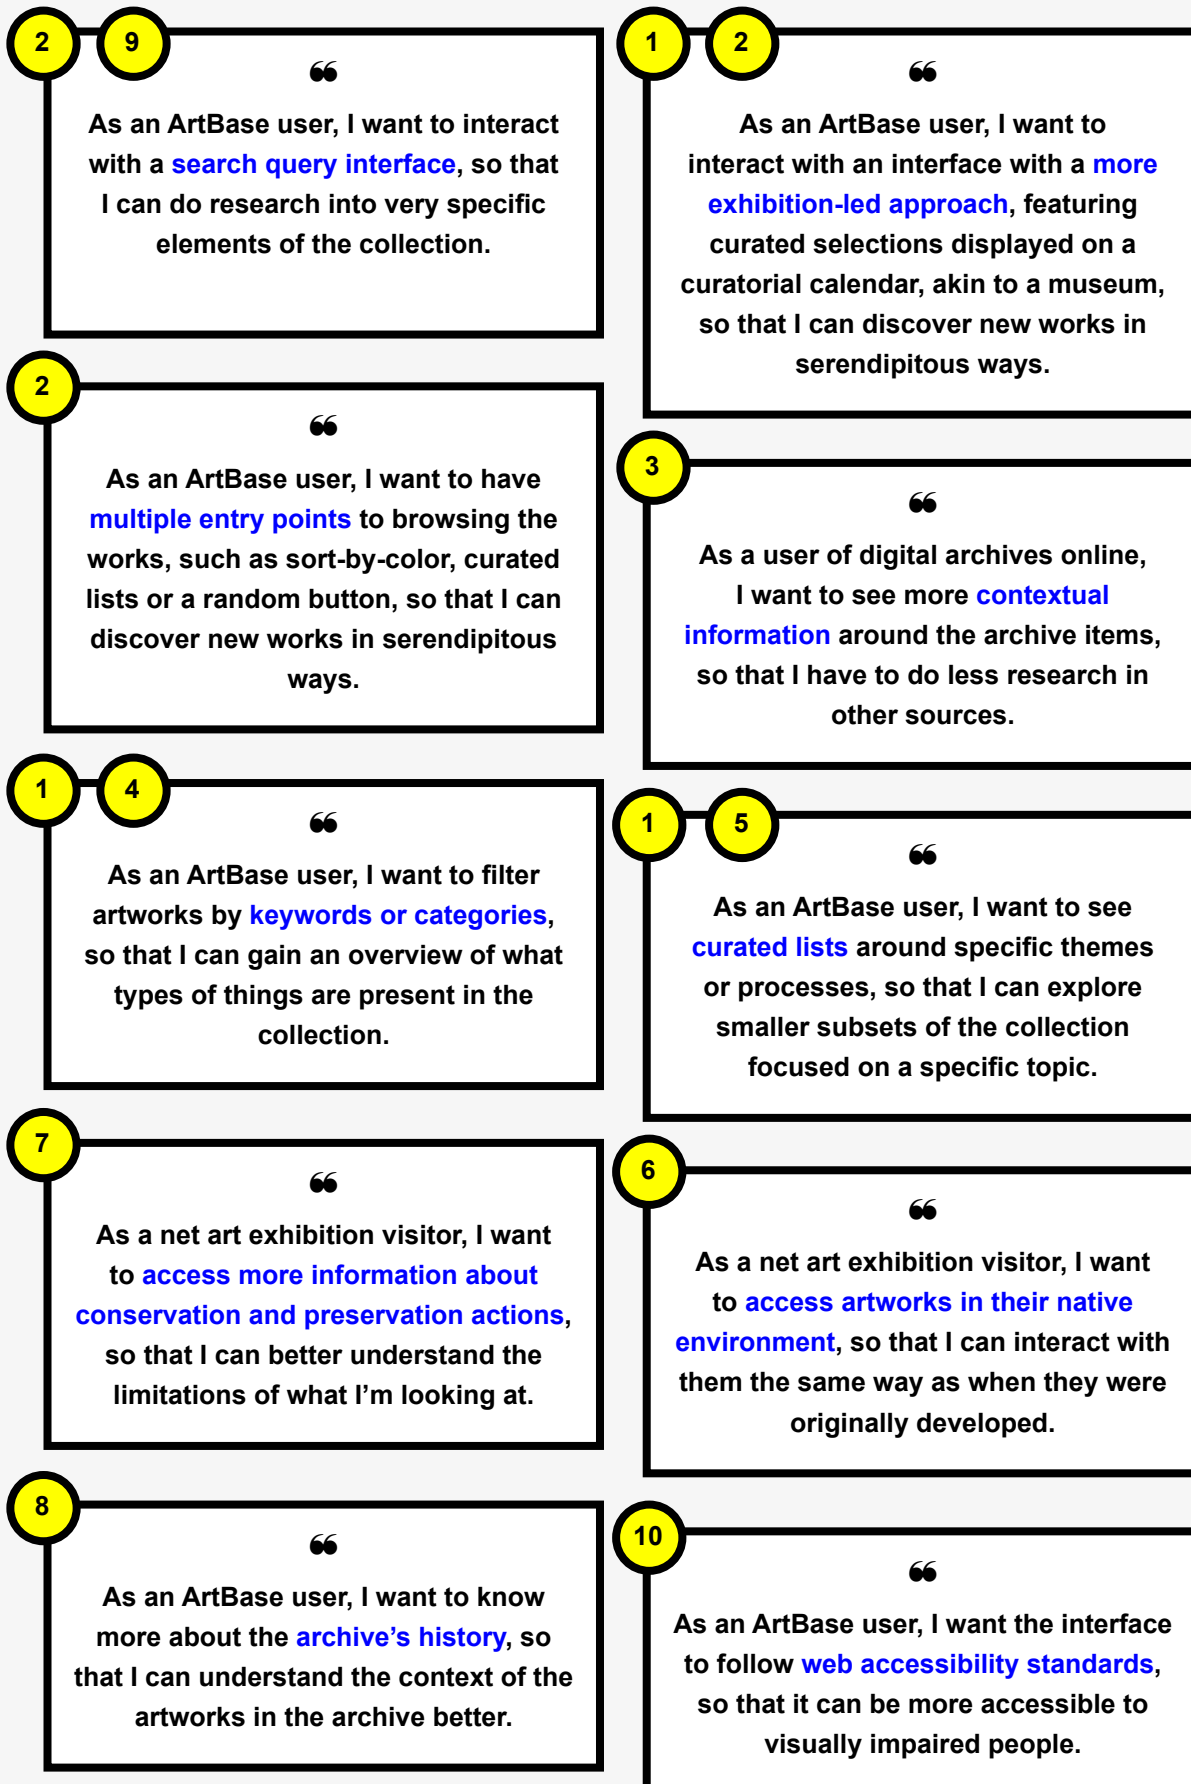 2 9
❝
As an ArtBase user, I want to interact
with a search query interface, so that
I can do research into very specific
elements of the collection.
1 2
❝
As an ArtBase user, I want to
interact with an interface with a more
exhibition-led approach, featuring
curated selections displayed on a
curatorial calendar, akin to a museum,
so that I can discover new works in
serendipitous ways.
2
❝
As an ArtBase user, I want to have
multiple entry points to browsing the
works, such as sort-by-color, curated
lists or a random button, so that I can
discover new works in serendipitous
ways.
3
❝
As a user of digital archives online,
I want to see more contextual
information around the archive items,
so that I have to do less research in
other sources.
1 4
❝
As an ArtBase user, I want to filter
artworks by keywords or categories,
so that I can gain an overview of what
types of things are present in the
collection.
1 5
❝
As an ArtBase user, I want to see
curated lists around specific themes
or processes, so that I can explore
smaller subsets of the collection
focused on a specific topic.
7
❝
As a net art exhibition visitor, I want
to access more information about
conservation and preservation actions,
so that I can better understand the
limitations of what I’m looking at.
6
❝
As a net art exhibition visitor, I want
to access artworks in their native
environment, so that I can interact with
them the same way as when they were
originally developed.
8
❝
As an ArtBase user, I want to know
more about the archive’s history, so
that I can understand the context of the
artworks in the archive better.
10
❝
As an ArtBase user, I want the interface
to follow web accessibility standards,
so that it can be more accessible to
visually impaired people.